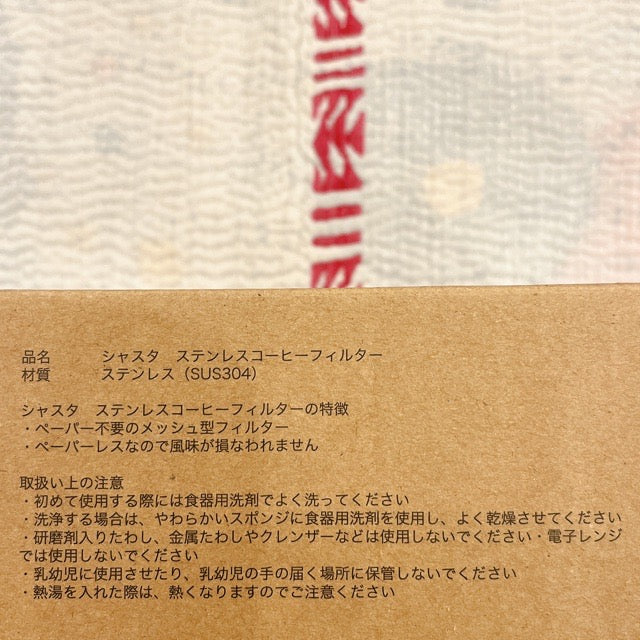 品名 シャスタ ステンレスコーヒーフィルター
材質 ステンレス（SUS304）
シャスタ ステンレスコーヒーフィルターの特徴
・ペーパー不要のメッシュ型フィルター
・ペーパーレスなので風味が損なわれません
取扱い上の注意
・初めて使用する際には食器用洗剤でよく洗ってください
・洗浄する場合は、やわらかいスポンジに食器用洗剤を使用し、よく乾燥させてください
・研磨剤入りたわし、金属たわしやクレンザーなどは使用しないでください・電子レンジ
では使用しないでください
・乳幼児に使用させたり、乳幼児の手の届く場所に保管しないでください
・熱湯を入れた際は、熱くなりますのでご注意ください